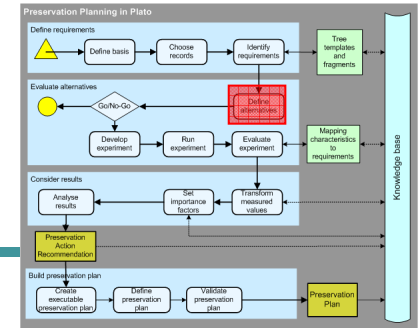 Preservation Planning in Plato
Define requirements
Define basis
Choose
records
Identify
requirements
Tree
templates
and
fragments
Evaluate alternatives
Go/No-Go
Define
alternatives
Develop
experiment
Run
experiment
Evaluate
experiment
Mapping
characteristics
to
requirements
Knowledge base
Consider results
Analyse
results
Set
importance
factors
Transform
measured
values
Preservation
Action
Recommendation
Build preservation plan
Create
executable
preservation plan
Define
preservation
plan
Validate
preservation
plan
Preservation
Plan